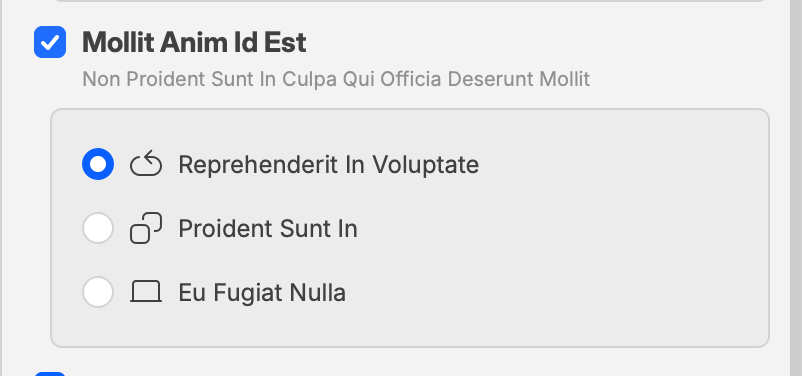 Mollit Anim Id Est
Non Proident Sunt In Culpa Qui Officia Deserunt Mollit
Reprehenderit In Voluptate
Proident Sunt In
Eu Fugiat Nulla